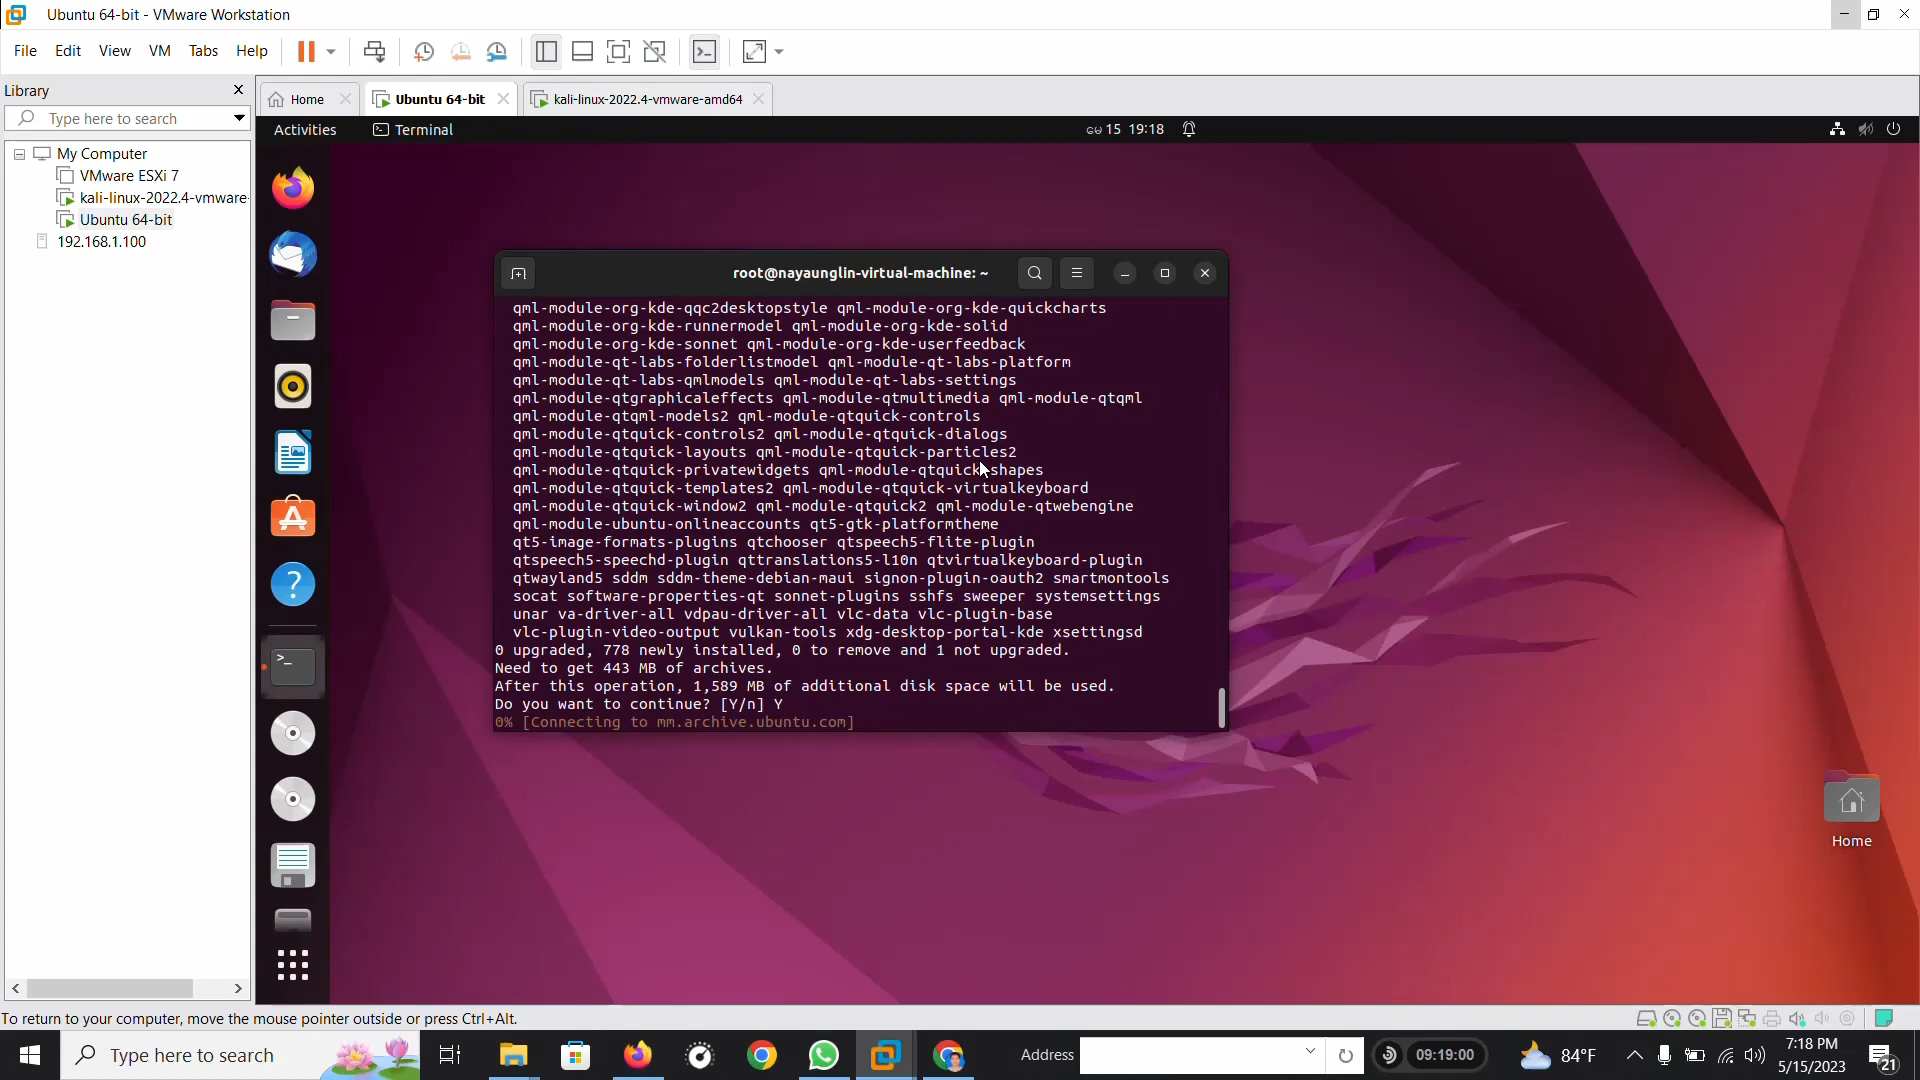 Ubuntu 64-bit - VMware Workstation
File Edit View VM Tabs Help
Library
Type here to search
My Computer
VMware ESXi 7
kali-linux-2022.4-vmware-
Ubuntu 64-bit
192.168.1.100
Home
Ubuntu 64-bit
kali-linux-2022.4-vmware-amd64
Activities
Terminal
မေ 15 19:18
root@nayaunglin-virtual-machine: ~
qml-module-org-kde-qqc2desktopstyle qml-module-org-kde-quickcharts
qml-module-org-kde-runnermodel qml-module-org-kde-solid
qml-module-org-kde-sonnet qml-module-org-kde-userfeedback
qml-module-qt-labs-folderlistmodel qml-module-qt-labs-platform
qml-module-qt-labs-qmlmodels qml-module-qt-labs-settings
qml-module-qtgraphicaleffects qml-module-qtmultimedia qml-module-qtqml
qml-module-qtqml-models2 qml-module-qtquick-controls
qml-module-qtquick-controls2 qml-module-qtquick-dialogs
qml-module-qtquick-layouts qml-module-qtquick-particles2
qml-module-qtquick-privatewidgets qml-module-qtquick-shapes
qml-module-qtquick-templates2 qml-module-qtquick-virtualkeyboard
qml-module-qtquick-window2 qml-module-qtquick2 qml-module-qtwebengine
qml-module-ubuntu-onlineaccounts qt5-gtk-platformtheme
qt5-image-formats-plugins qtchooser qtspeech5-flite-plugin
qtspeech5-speechd-plugin qttranslations5-l10n qtvirtualkeyboard-plugin
qtwayland5 sddm sddm-theme-debian-maui signon-plugin-oauth2 smartmontools
socat software-properties-qt sonnet-plugins sshfs sweeper systemsettings
unar va-driver-all vdpau-driver-all vlc-data vlc-plugin-base
vlc-plugin-video-output vulkan-tools xdg-desktop-portal-kde xsettingsd
0 upgraded, 778 newly installed, 0 to remove and 1 not upgraded.
Need to get 443 MB of archives.
After this operation, 1,589 MB of additional disk space will be used.
Do you want to continue? [Y/n] Y
0% [Connecting to mm.archive.ubuntu.com]
Home
To return to your computer, move the mouse pointer outside or press Ctrl+Alt.
Type here to search
Address
09:19:00
84°F
7:18 PM
5/15/2023
21